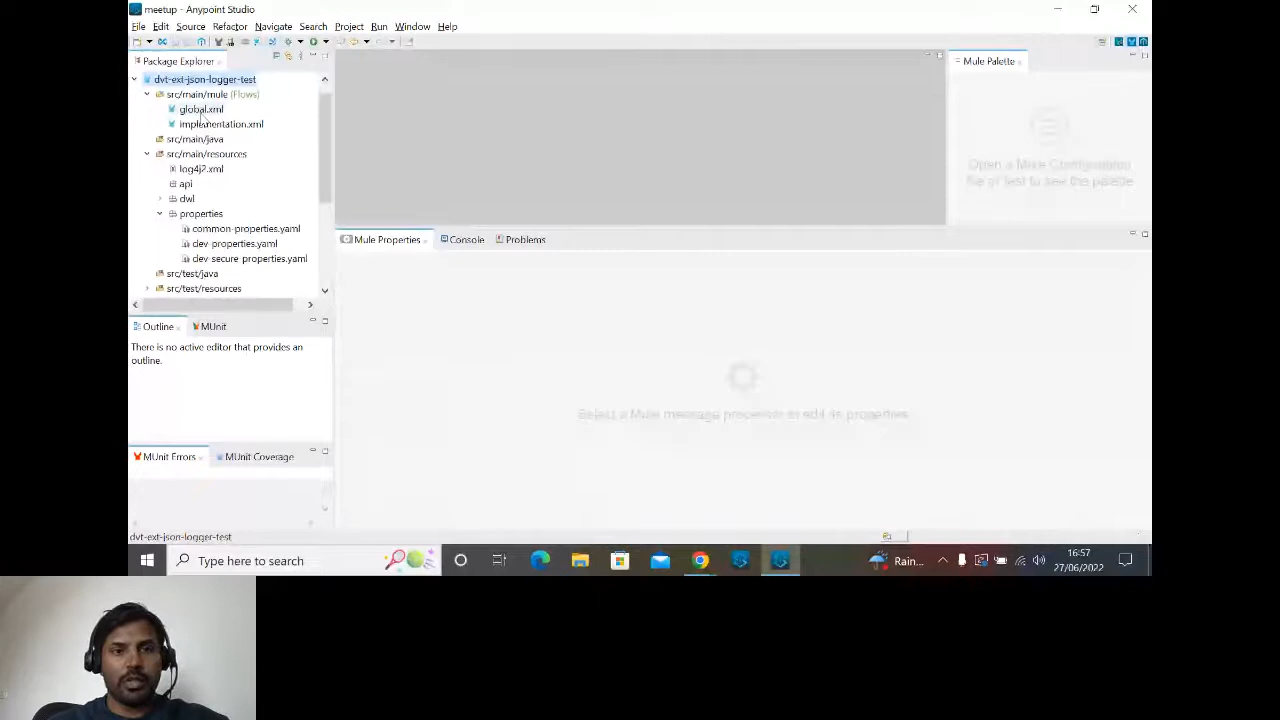 meetup - Anypoint Studio
File Edit Source Refactor Navigate Search Project Run Window Help
Package Explorer
Mule Palette
dvt-ext-json-logger-test
src/main/mule (Flows)
global.xml
implementation.xml
src/main/java
src/main/resources
log4j2.xml
api
dwl
properties
common-properties.yaml
dev-properties.yaml
dev-secure-properties.yaml
src/test/java
src/test/resources
Open a Mule Configuration
file or test to see this palette
Mule Properties Console Problems
Outline MUnit
There is no active editor that provides an
outline.
Select a Mule message processor to edit its properties
MUnit Errors MUnit Coverage
dvt-ext-json-logger-test
Type here to search
Rain...
16:57
27/06/2022